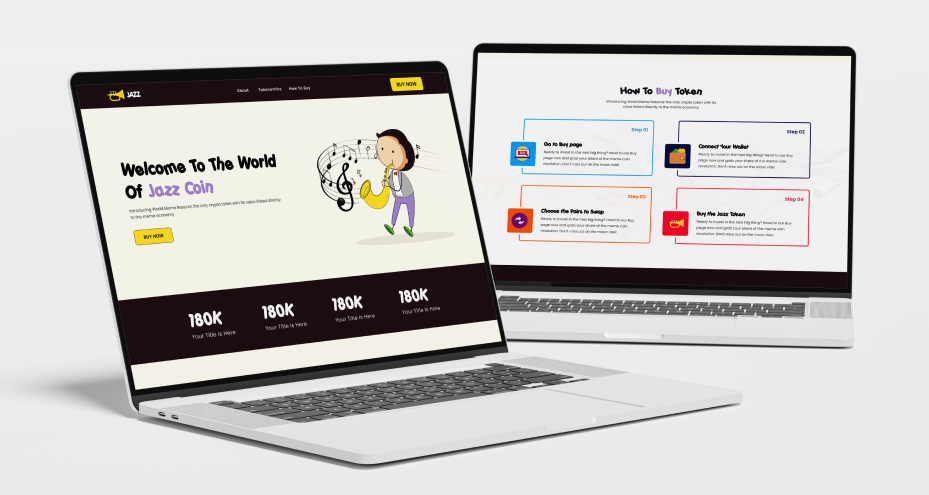 JAZZ
About
Tokenomics
How To Buy
BUY NOW
Welcome To The World
Of Jazz Coin
Introducing World Meme Reserve: the only crypto token with its value linked directly
to the meme economy
BUY NOW
180K
Your Title Is Here
180K
Your Title Is Here
180K
Your Title Is Here
180K
Your Title Is Here
How To Buy Token
Introducing World Meme Reserve: the only crypto token with its
value linked directly to the meme economy
Step 01
Go to Buy page
Ready to invest in the next big thing? Head to our Buy
page now and grab your share of the meme coin
revolution. Don't miss out on the moon ride!
Step 02
Connect Your Wallet
Ready to invest in the next big thing? Head to our Buy
page now and grab your share of the meme coin
revolution. Don't miss out on the moon ride!
Step 03
Choose the Pairs to Swap
Ready to invest in the next big thing? Head to our Buy
page now and grab your share of the meme coin
revolution. Don't miss out on the moon ride!
Step 04
Buy the Jazz Token
Ready to invest in the next big thing? Head to our Buy
page now and grab your share of the meme coin
revolution. Don't miss out on the moon ride!